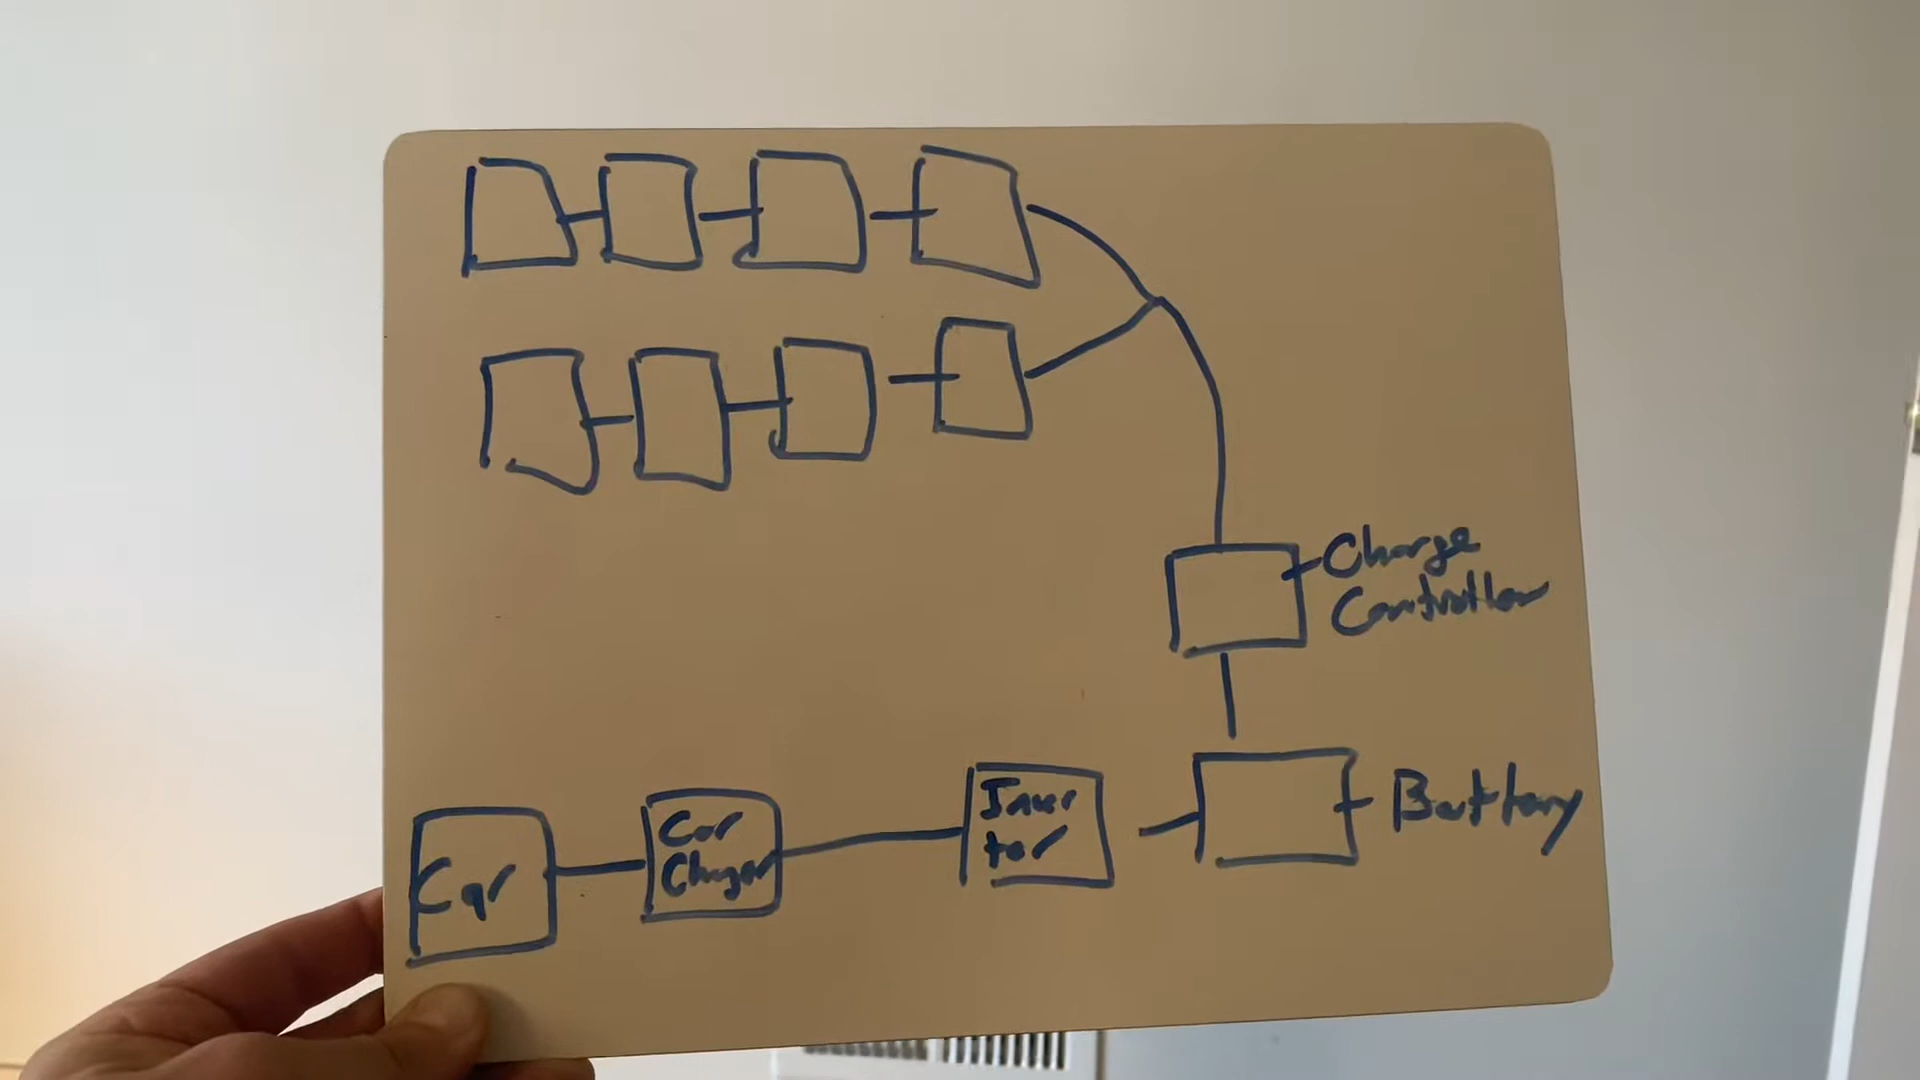 Charge
Controller
Battery
Inver
ter
Car
Charger
Car